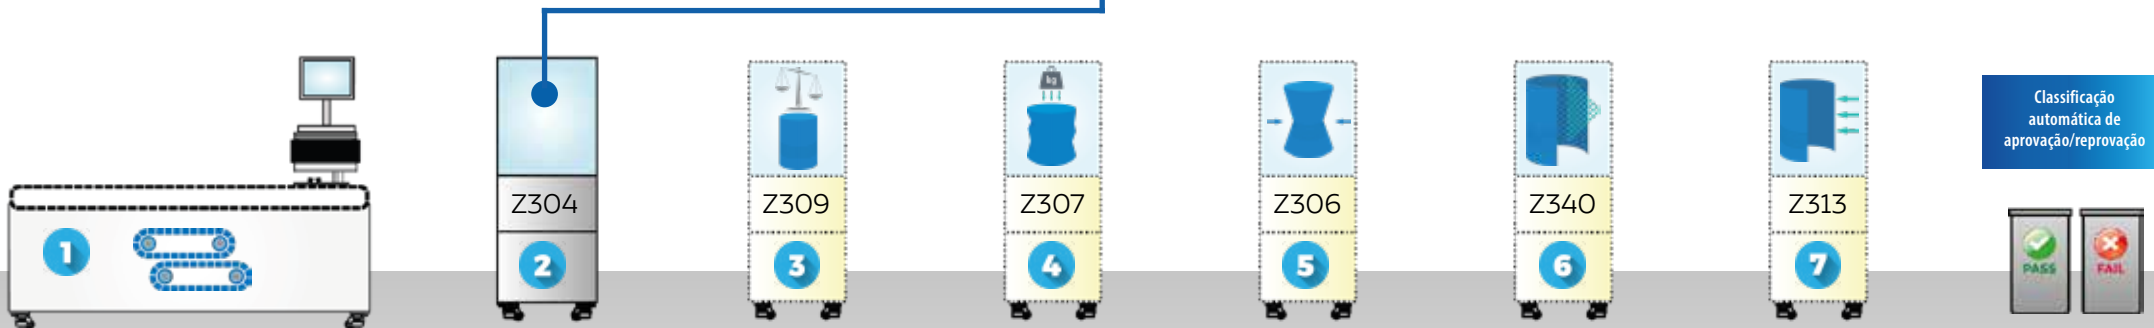 kg
Classificação
automática de
aprovação/reprovação
Z304
Z309
Z307
Z306
Z340
Z313
1
2
3
4
5
6
7
PASS
FAIL